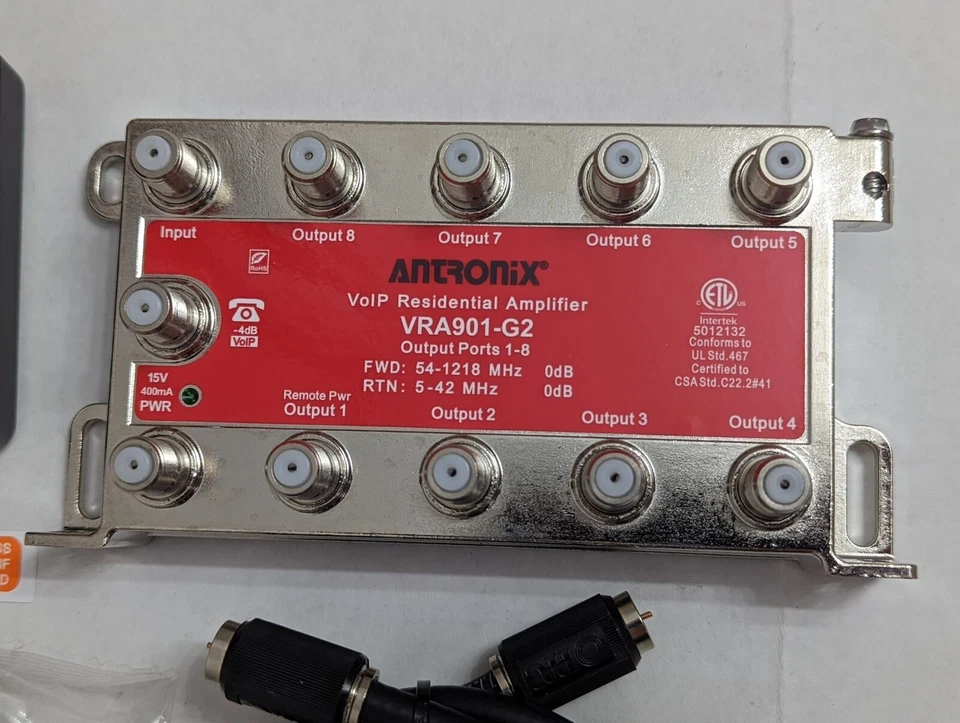 Input
Output 8
Output 7
Output 6
Output 5
RoHS
ANTRONIX®
VoIP Residential Amplifier
VRA901-G2
Output Ports 1-8
FWD: 54-1218 MHz 0dB
RTN: 5-42 MHz 0dB
-4dB
VoIP
C ETL US
Intertek
5012132
Conforms to
UL Std.467
Certified to
CSA Std.C22.2#41
15V
400mA
PWR
Remote Pwr
Output 1
Output 2
Output 3
Output 4